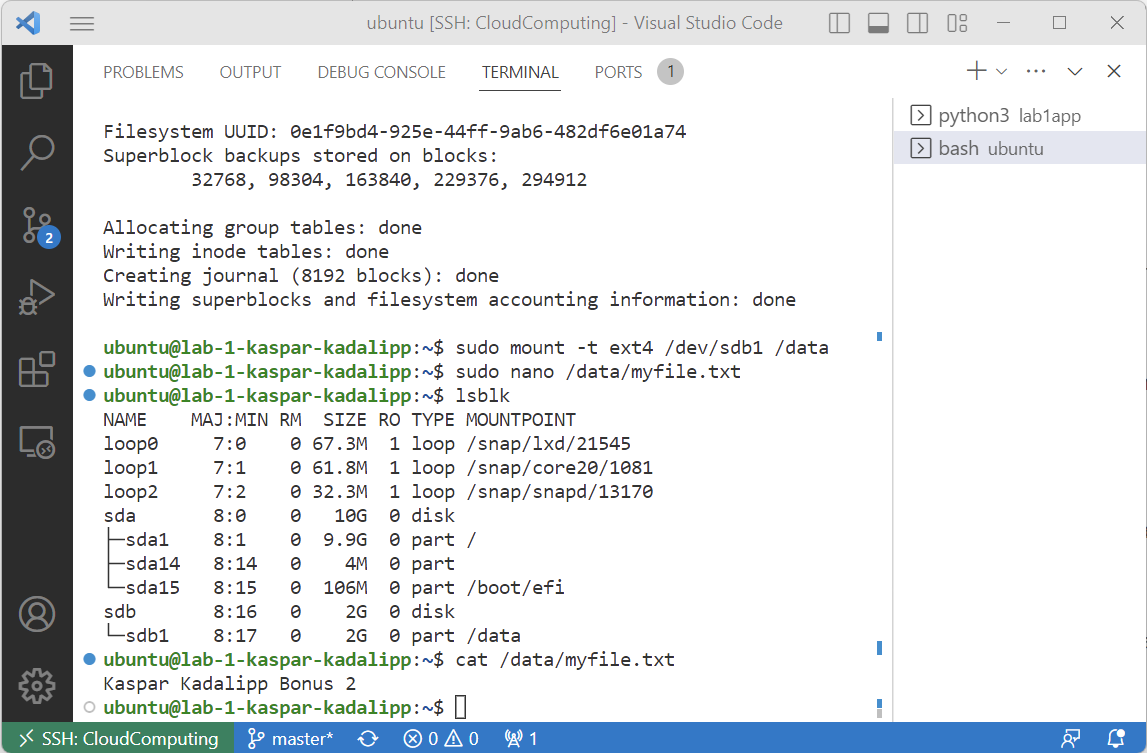 ubuntu [SSH: CloudComputing] - Visual Studio Code
PROBLEMS OUTPUT DEBUG CONSOLE TERMINAL PORTS 1
Filesystem UUID: 0e1f9bd4-925e-44ff-9ab6-482df6e01a74
Superblock backups stored on blocks:
        32768, 98304, 163840, 229376, 294912
Allocating group tables: done
Writing inode tables: done
Creating journal (8192 blocks): done
Writing superblocks and filesystem accounting information: done
ubuntu@lab-1-kaspar-kadalipp:~$ sudo mount -t ext4 /dev/sdb1 /data
ubuntu@lab-1-kaspar-kadalipp:~$ sudo nano /data/myfile.txt
ubuntu@lab-1-kaspar-kadalipp:~$ lsblk
NAME    MAJ:MIN RM  SIZE RO TYPE MOUNTPOINT
loop0     7:0    0 67.3M  1 loop /snap/lxd/21545
loop1     7:1    0 61.8M  1 loop /snap/core20/1081
loop2     7:2    0 32.3M  1 loop /snap/snapd/13170
sda       8:0    0   10G  0 disk
├─sda1    8:1    0  9.9G  0 part /
├─sda14   8:14   0    4M  0 part
└─sda15   8:15   0  106M  0 part /boot/efi
sdb       8:16   0    2G  0 disk
└─sdb1    8:17   0    2G  0 part /data
ubuntu@lab-1-kaspar-kadalipp:~$ cat /data/myfile.txt
Kaspar Kadalipp Bonus 2
ubuntu@lab-1-kaspar-kadalipp:~$
python3 lab1app
bash ubuntu
2
SSH: CloudComputing master* 0 0 1